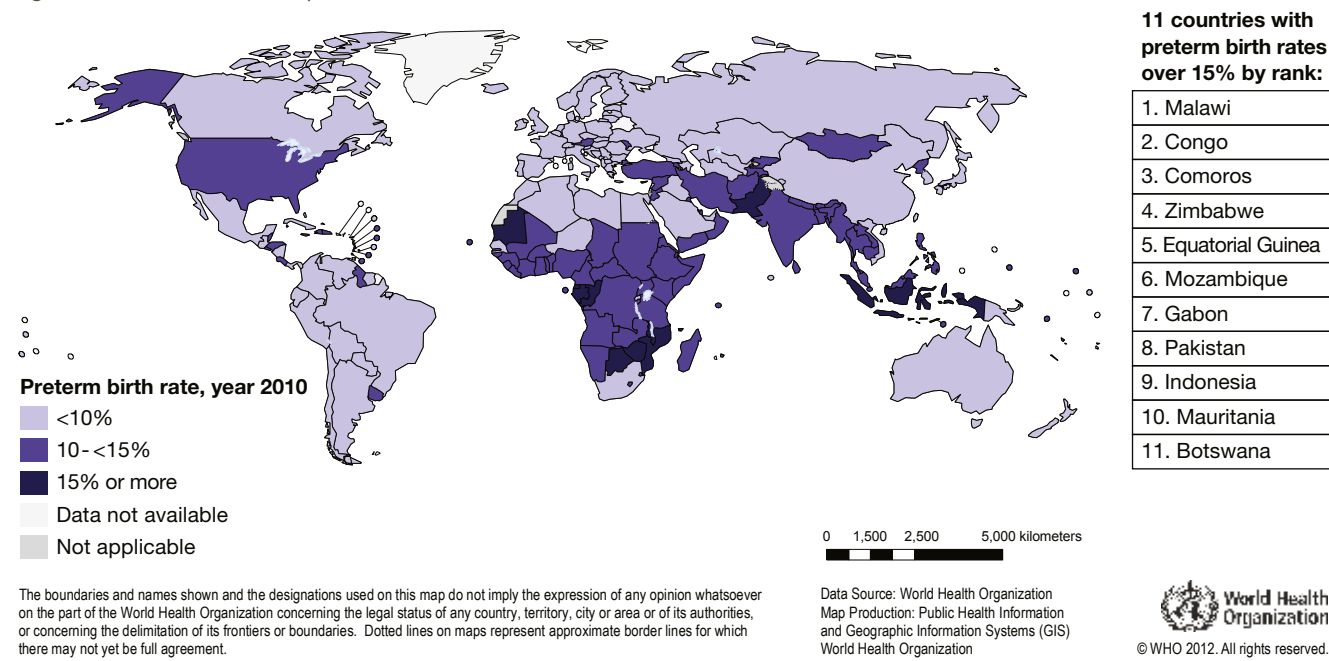 11 countries with
preterm birth rates
over 15% by rank:
1. Malawi
2. Congo
3. Comoros
4. Zimbabwe
5. Equatorial Guinea
6. Mozambique
7. Gabon
8. Pakistan
9. Indonesia
10. Mauritania
11. Botswana
Preterm birth rate, year 2010
<10%
10-<15%
15% or more
Data not available
Not applicable
0 1,500 2,500 5,000 kilometers
The boundaries and names shown and the designations used on this map do not imply the expression of any opinion whatsoever
on the part of the World Health Organization concerning the legal status of any country, territory, city or area or of its authorities,
or concerning the delimitation of its frontiers or boundaries. Dotted lines on maps represent approximate border lines for which
there may not yet be full agreement.
Data Source: World Health Organization
Map Production: Public Health Information
and Geographic Information Systems (GIS)
World Health Organization
World Health
Organization
© WHO 2012. All rights reserved.